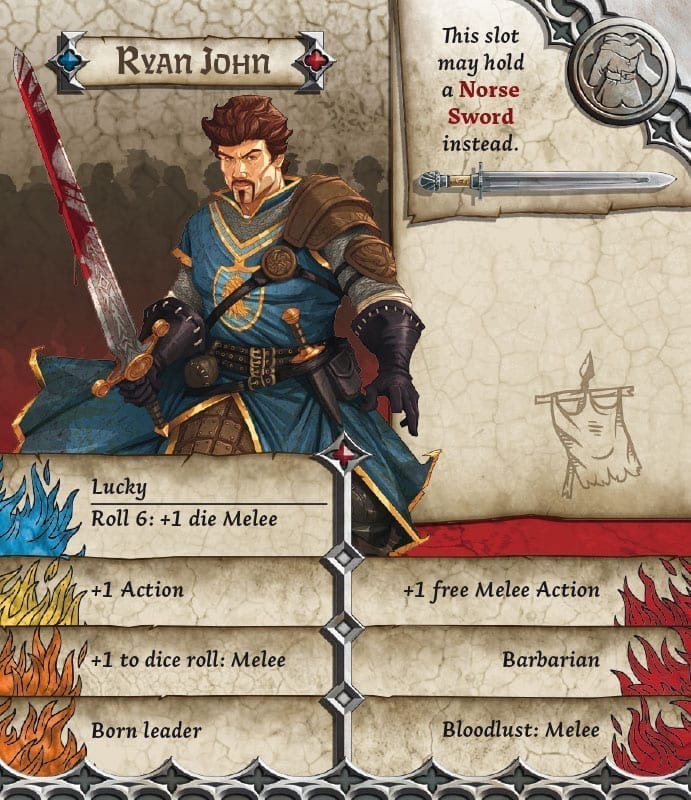 Ryan John
This slot
may hold
a Norse
Sword
instead.
Lucky
Roll 6: +1 die Melee
+1 Action
+1 free Melee Action
+1 to dice roll: Melee
Barbarian
Born leader
Bloodlust: Melee